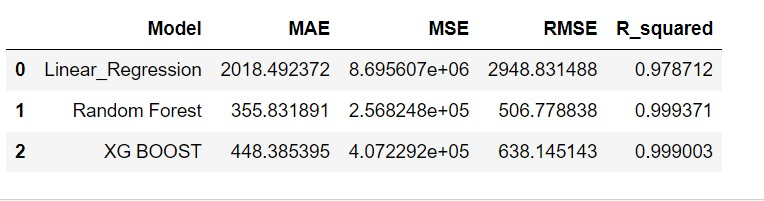 Model MAE MSE RMSE R_squared
0 Linear_Regression 2018.492372 8.695607e+06 2948.831488 0.978712
1 Random Forest 355.831891 2.568248e+05 506.778838 0.999371
2 XG BOOST 448.385395 4.072292e+05 638.145143 0.999003